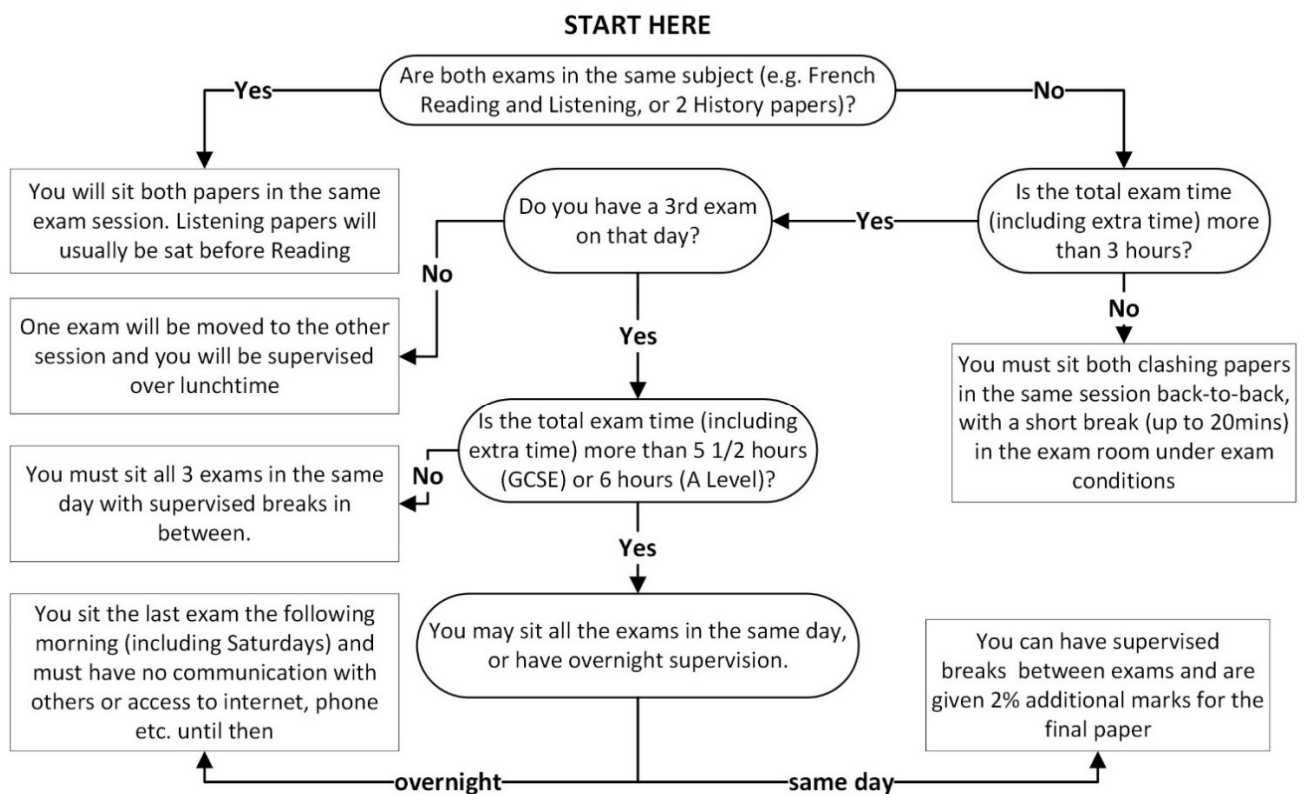 START HERE
Are both exams in the same subject (e.g. French
Reading and Listening, or 2 History papers)?
Yes
No
You will sit both papers in the same
exam session. Listening papers will
usually be sat before Reading
Do you have a 3rd exam
on that day?
Yes
Is the total exam time
(including extra time) more
than 3 hours?
No
One exam will be moved to the other
session and you will be supervised
over lunchtime
Yes
No
You must sit both clashing papers
in the same session back-to-back,
with a short break (up to 20mins)
in the exam room under exam
conditions
Is the total exam time (including
extra time) more than 5 1/2 hours
(GCSE) or 6 hours (A Level)?
No
You must sit all 3 exams in the same
day with supervised breaks in
between.
Yes
You may sit all the exams in the same day,
or have overnight supervision.
You sit the last exam the following
morning (including Saturdays) and
must have no communication with
others or access to internet, phone
etc. until then
You can have supervised
breaks between exams and are
given 2% additional marks for the
final paper
overnight
same day